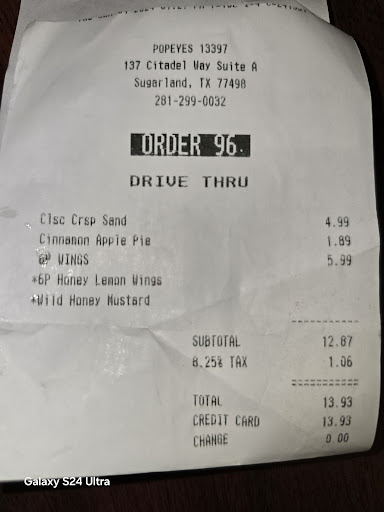 POPEYES 13397
137 Citadel Way Suite A
Sugarland, TX 77498
281-299-0032
ORDER 96.
DRIVE THRU
Clsc Crsp Sand 4.99
Cinnamon Apple Pie 1.89
@ WINGS 5.99
*6P Honey Lemon Wings
*Wild Honey Mustard
SUBTOTAL 12.87
8.25% TAX 1.06
TOTAL 13.93
CREDIT CARD 13.93
CHANGE 0.00
Galaxy S24 Ultra